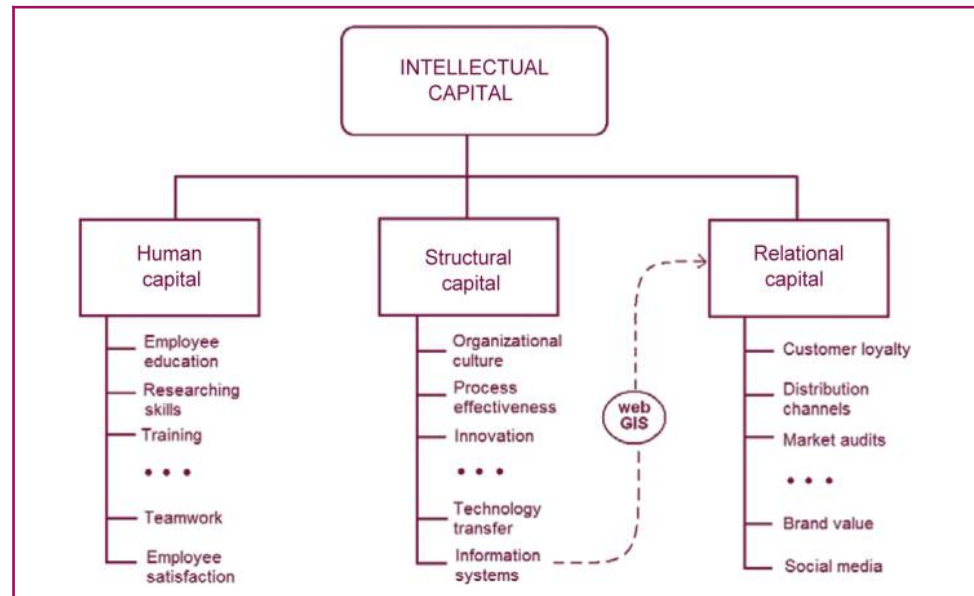 INTELLECTUAL
CAPITAL
Human
capital
Employee
education
Researching
skills
Training
• • •
Teamwork
Employee
satisfaction
Structural
capital
Organizational
culture
Process
effectiveness
Innovation
• • •
Technology
transfer
Information
systems
web
GIS
Relational
capital
Customer loyalty
Distribution
channels
Market audits
• • •
Brand value
Social media